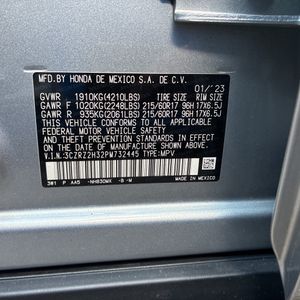 MFD.BY HONDA DE MEXICO S.A. DE C.V.
01/'23
GVWR 1910KG(4210LBS) TIRE SIZE RIM SIZE
GAWR F 1020KG(2248LBS) 215/60R17 96H 17X6.5J
GAWR R 935KG(2061LBS) 215/60R17 96H 17X6.5J
THIS VEHICLE CONFORMS TO ALL APPLICABLE
FEDERAL MOTOR VEHICLE SAFETY
AND THEFT PREVENTION STANDARDS IN EFFECT
ON THE DATE OF MANUFACTURE SHOWN ABOVE.
V.I.N.:3CZRZ2H32PM732445 TYPE:MPV
3W1 P AA5 -NH830MX -B -M
MADE IN MEXICO